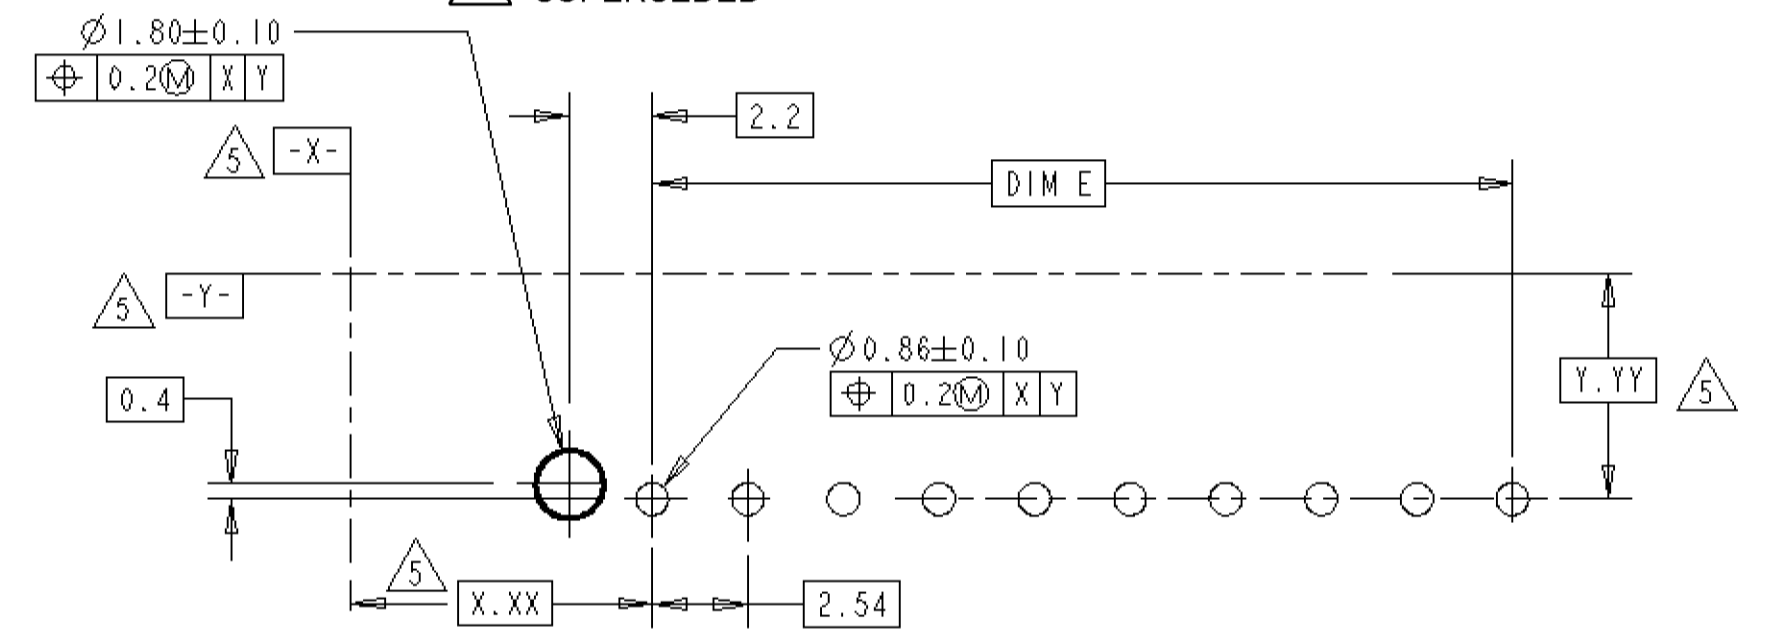 Ø1.80±0.10
⌖ 0.2Ⓜ X Y
2.2
5 -X-
DIM E
5 -Y-
Ø0.86±0.10
⌖ 0.2Ⓜ X Y
Y.YY 5
0.4
5
X.XX
2.54